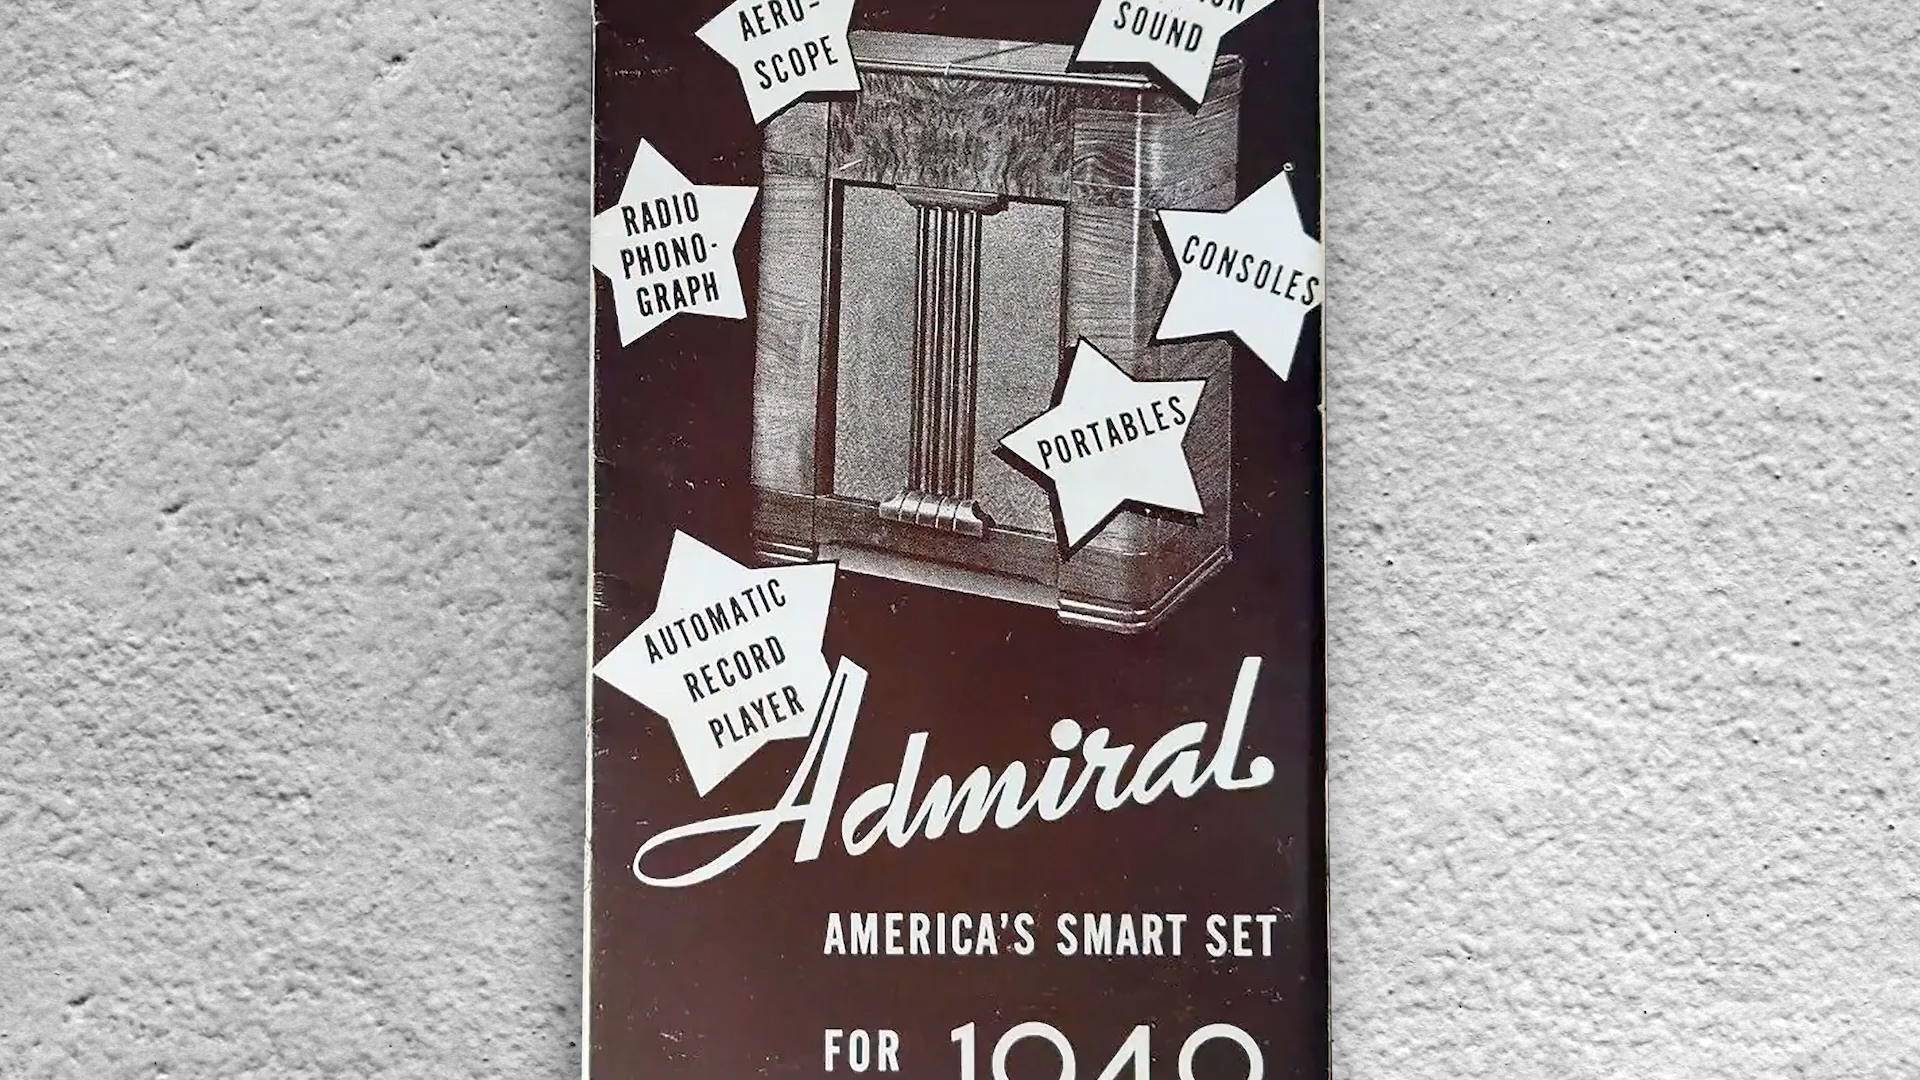 AERO-
SCOPE
SOUND
RADIO
PHONO-
GRAPH
CONSOLES
PORTABLES
AUTOMATIC
RECORD
PLAYER
Admiral
AMERICA'S SMART SET
FOR